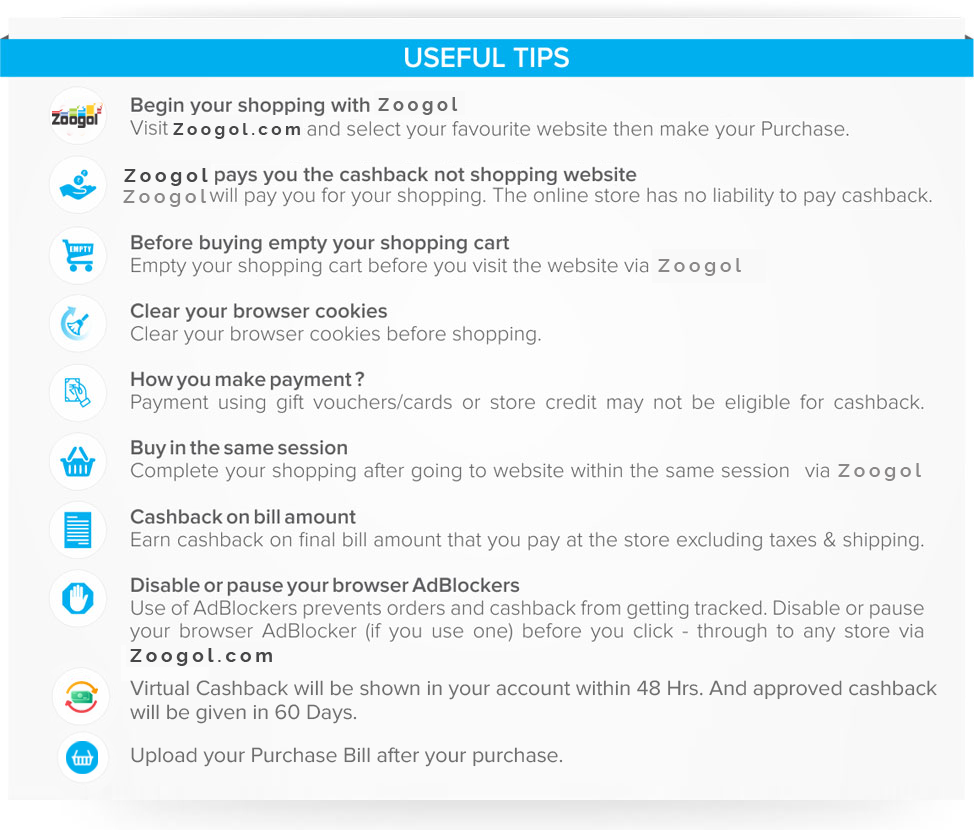 USEFUL TIPS
Zoogol
Begin your shopping with Zoogol
Visit Zoogol.com and select your favourite website then make your Purchase.
Zoogol pays you the cashback not shopping website
Zoogol will pay you for your shopping. The online store has no liability to pay cashback.
EMPTY
Before buying empty your shopping cart
Empty your shopping cart before you visit the website via Zoogol
Clear your browser cookies
Clear your browser cookies before shopping.
How you make payment ?
Payment using gift vouchers/cards or store credit may not be eligible for cashback.
Buy in the same session
Complete your shopping after going to website within the same session via Zoogol
Cashback on bill amount
Earn cashback on final bill amount that you pay at the store excluding taxes & shipping.
Disable or pause your browser AdBlockers
Use of AdBlockers prevents orders and cashback from getting tracked. Disable or pause
your browser AdBlocker (if you use one) before you click - through to any store via
Zoogol.com
Virtual Cashback will be shown in your account within 48 Hrs. And approved cashback
will be given in 60 Days.
Upload your Purchase Bill after your purchase.